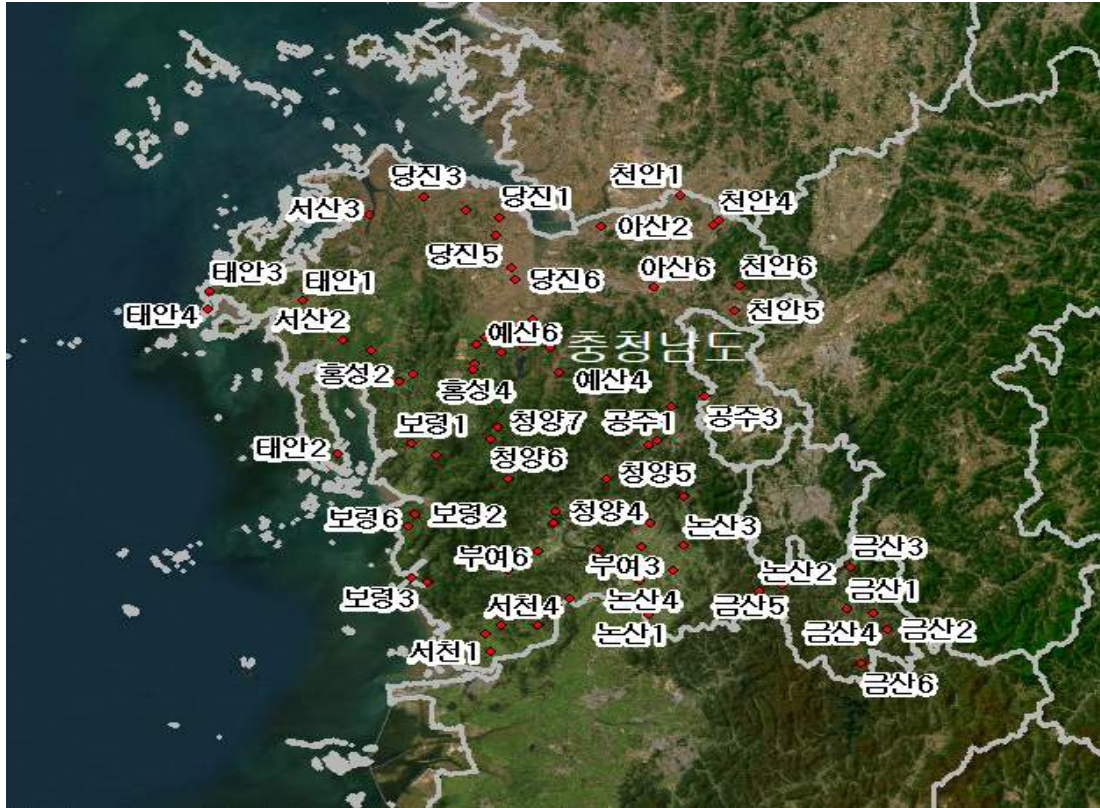 당진3
천안1
당진1
서산3
천안4
아산2
당진5
태안3
태안1
당진6
아산6
천안6
태안4
서산2
천안5
예산6
충청남도
홍성2
홍성4
예산4
보령1
청양7
공주1
공주3
태안2
청양6
청양5
보령6
보령2
청양4
논산3
부여6
부여3
논산2
금산3
보령3
서천4
논산4
금산5
금산1
서천1
논산1
금산4
금산2
금산6